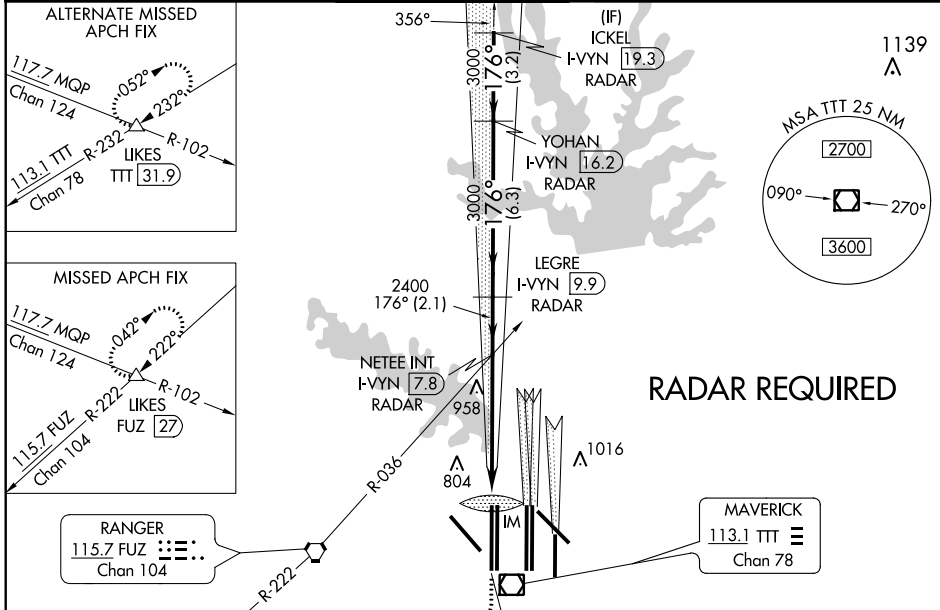 ALTERNATE MISSED
APCH FIX
117.7 MQP
Chan 124
052°
232°
R-232
R-102
113.1 TTT
Chan 78
LIKES
TTT 31.9
MISSED APCH FIX
117.7 MQP
Chan 124
042°
222°
R-222
R-102
115.7 FUZ
Chan 104
LIKES
FUZ 27
356°
3000
176°
(3.2)
(IF)
ICKEL
I-VYN 19.3
RADAR
YOHAN
I-VYN 16.2
RADAR
3000
176°
(6.3)
LEGRE
I-VYN 9.9
RADAR
2400
176° (2.1)
NETEE INT
I-VYN 7.8
RADAR
958
804
1016
IM
R-036
R-222
RANGER
115.7 FUZ
Chan 104
1139
MSA TTT 25 NM
2700
090°
270°
3600
RADAR REQUIRED
MAVERICK
113.1 TTT
Chan 78